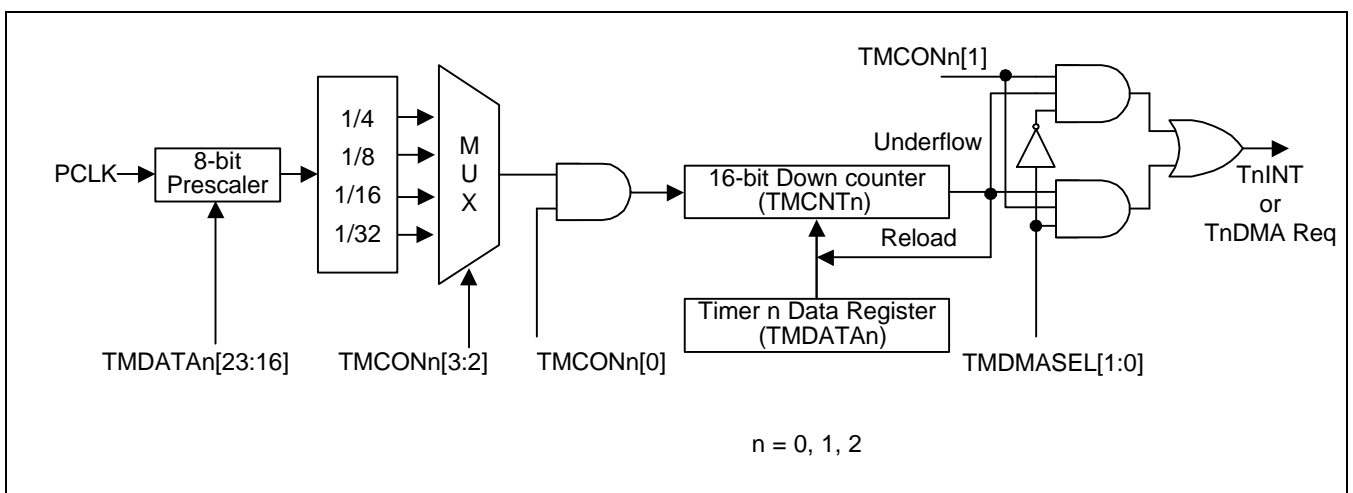 TMCONn[1]
1/4
1/8
1/16
1/32
M
U
X
PCLK
8-bit
Prescaler
Underflow
16-bit Down counter
(TMCNTn)
Reload
TnINT
or
TnDMA Req
Timer n Data Register
(TMDATAn)
TMDATAn[23:16]
TMCONn[3:2]
TMCONn[0]
TMDMASEL[1:0]
n = 0, 1, 2